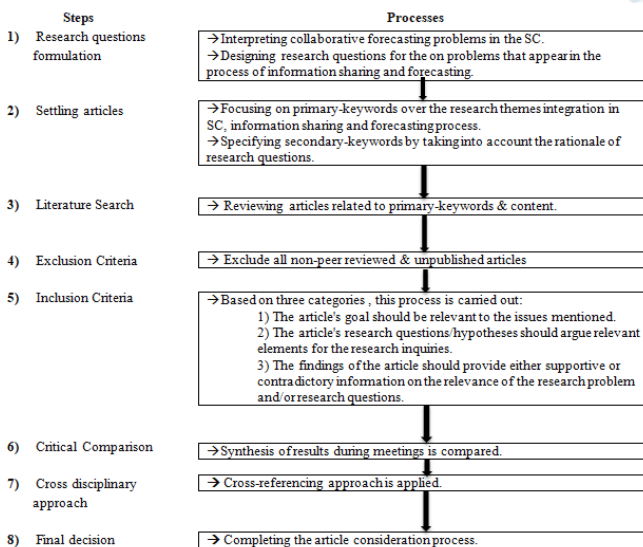 Steps Processes
1) Research questions
formulation
→Interpreting collaborative forecasting problems in the SC.
→Designing research questions for the on problems that appear in the
process of information sharing and forecasting.
2) Settling articles
→Focusing on primary-keywords over the research themes integration in
SC, information sharing and forecasting process.
→Specifying secondary-keywords by taking into account the rationale of
research questions.
3) Literature Search
→ Reviewing articles related to primary-keywords & content.
4) Exclusion Criteria
→ Exclude all non-peer reviewed & unpublished articles
5) Inclusion Criteria
→Based on three categories , this process is carried out:
1) The article's goal should be relevant to the issues mentioned.
2) The article's research questions/hypotheses should argue relevant
elements for the research inquiries.
3) The findings of the article should provide either supportive or
contradictory information on the relevance of the research problem
and/or research questions.
6) Critical Comparison
→Synthesis of results during meetings is compared.
7) Cross disciplinary
approach
→ Cross-referencing approach is applied.
8) Final decision
→ Completing the article consideration process.